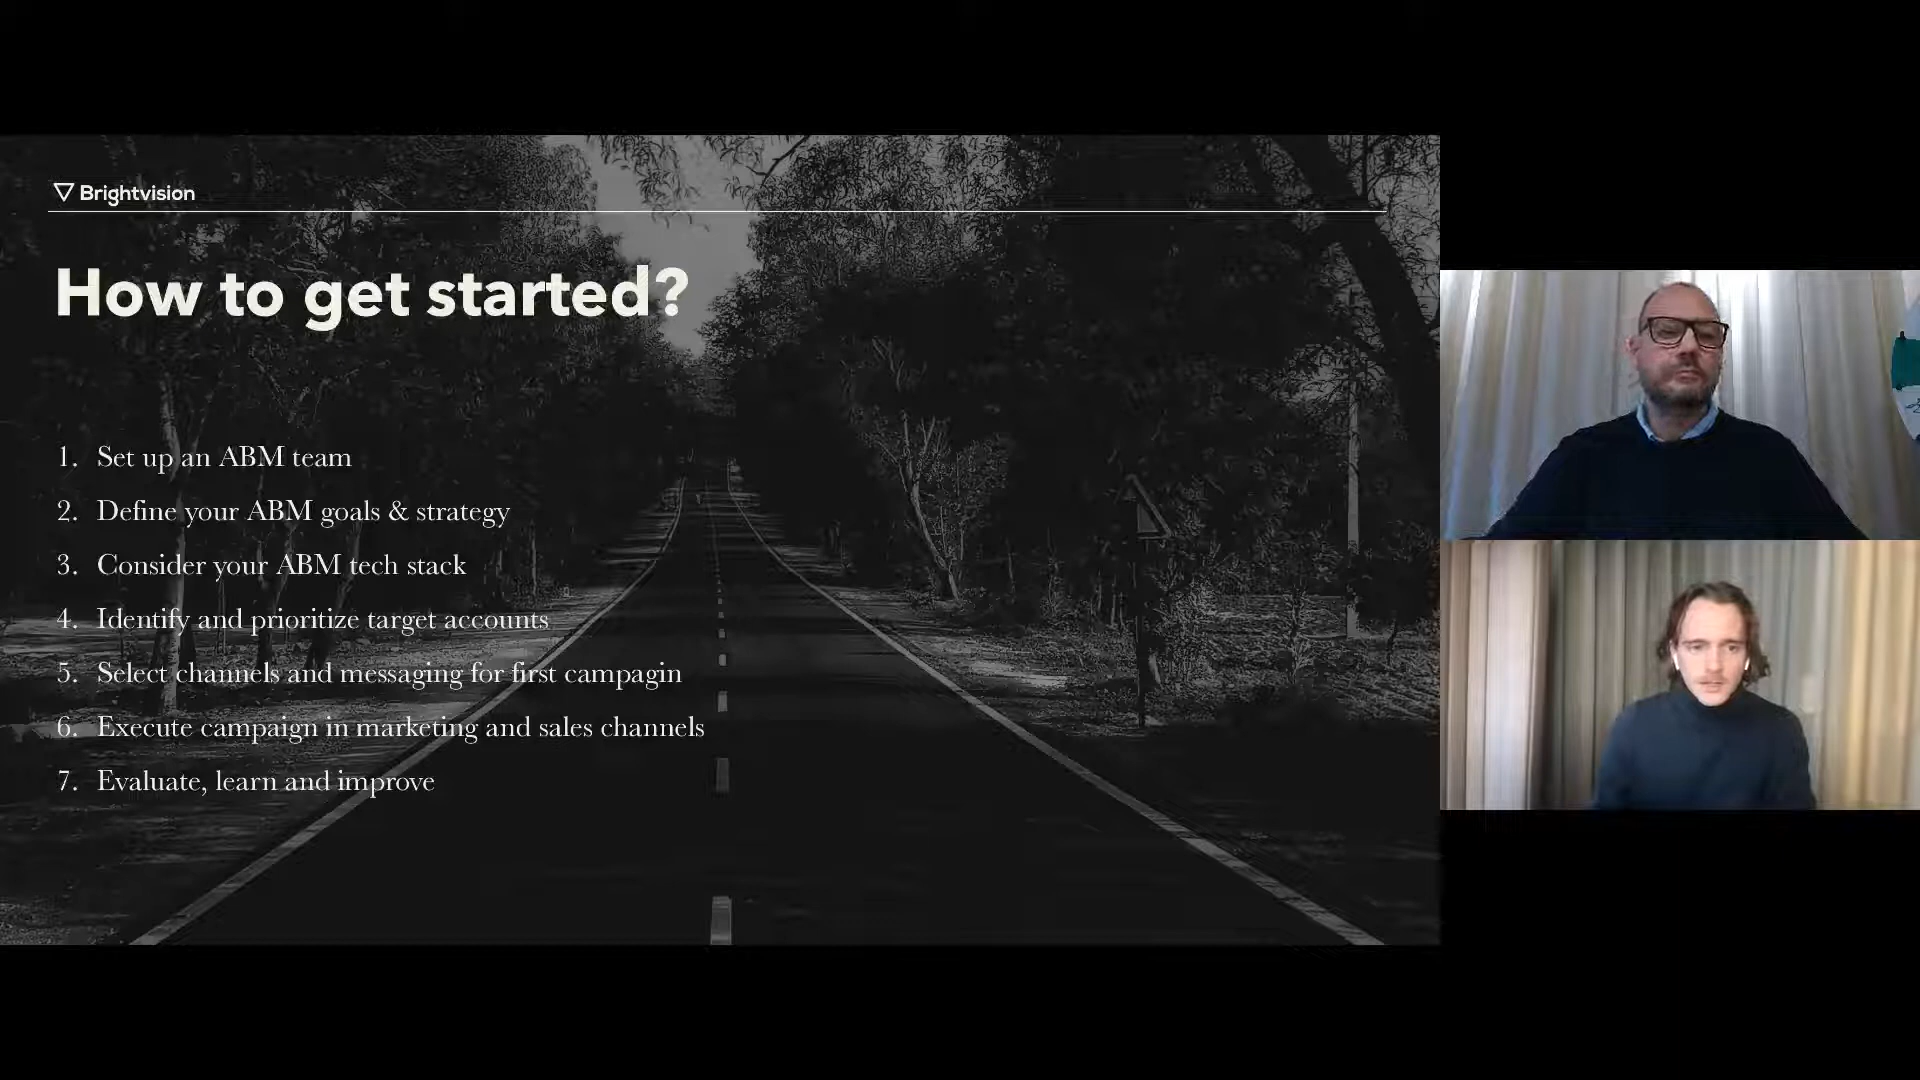 Brightvision
How to get started?
1. Set up an ABM team
2. Define your ABM goals & strategy
3. Consider your ABM tech stack
4. Identify and prioritize target accounts
5. Select channels and messaging for first campagin
6. Execute campaign in marketing and sales channels
7. Evaluate, learn and improve